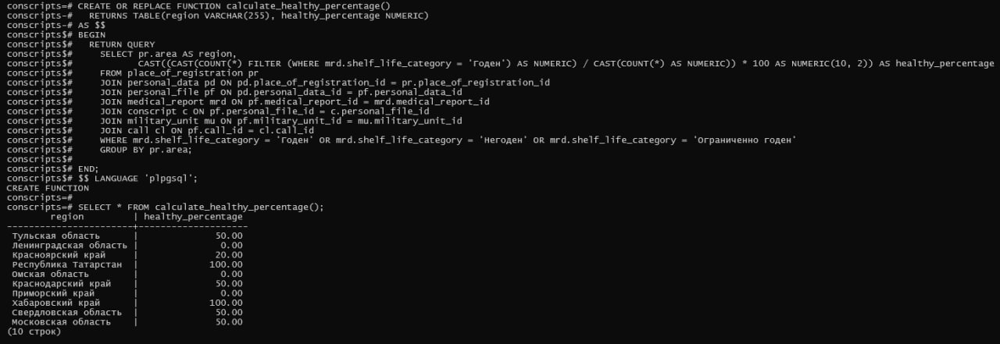 conscripts=# CREATE OR REPLACE FUNCTION calculate_healthy_percentage()
conscripts-#   RETURNS TABLE(region VARCHAR(255), healthy_percentage NUMERIC)
conscripts-# AS $$
conscripts$# BEGIN
conscripts$#   RETURN QUERY
conscripts$#     SELECT pr.area AS region,
conscripts$#            CAST((CAST(COUNT(*) FILTER (WHERE mrd.shelf_life_category = 'Годен') AS NUMERIC) / CAST(COUNT(*) AS NUMERIC)) * 100 AS NUMERIC(10, 2)) AS healthy_percentage
conscripts$#     FROM place_of_registration pr
conscripts$#     JOIN personal_data pd ON pd.place_of_registration_id = pr.place_of_registration_id
conscripts$#     JOIN personal_file pf ON pd.personal_data_id = pf.personal_data_id
conscripts$#     JOIN medical_report mrd ON pf.medical_report_id = mrd.medical_report_id
conscripts$#     JOIN conscript c ON pf.personal_file_id = c.personal_file_id
conscripts$#     JOIN military_unit mu ON pf.military_unit_id = mu.military_unit_id
conscripts$#     JOIN call cl ON pf.call_id = cl.call_id
conscripts$#     WHERE mrd.shelf_life_category = 'Годен' OR mrd.shelf_life_category = 'Негоден' OR mrd.shelf_life_category = 'Ограниченно годен'
conscripts$#     GROUP BY pr.area;
conscripts$#
conscripts$# END;
conscripts$# $$ LANGUAGE 'plpgsql';
CREATE FUNCTION
conscripts=#
conscripts=# SELECT * FROM calculate_healthy_percentage();
        region         | healthy_percentage
-----------------------+--------------------
 Тульская область      |              50.00
 Ленинградская область |               0.00
 Красноярский край     |              20.00
 Республика Татарстан  |             100.00
 Омская область        |               0.00
 Краснодарский край    |              50.00
 Приморский край       |               0.00
 Хабаровский край      |             100.00
 Свердловская область  |              50.00
 Московская область    |              50.00
(10 строк)